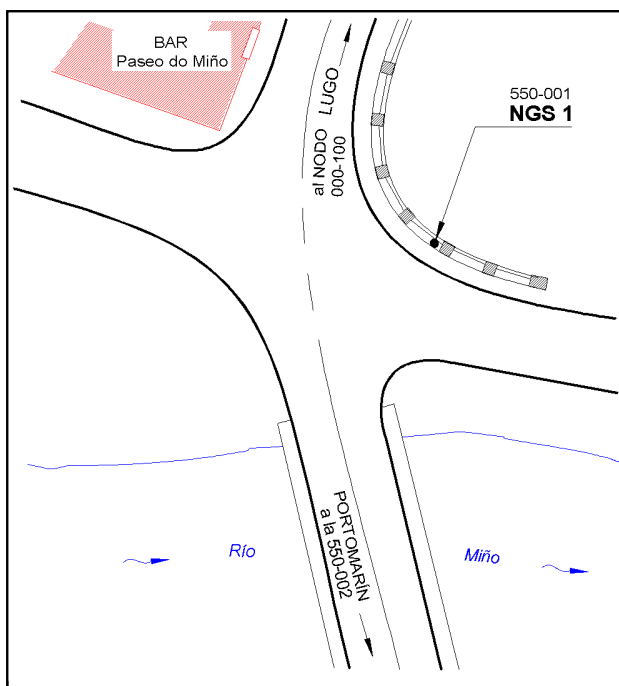 BAR
Paseo do Miño
LUGO
al NODO
000-100
550-001
NGS 1
PORTOMARÍN
a la 550-002
Río
Miño